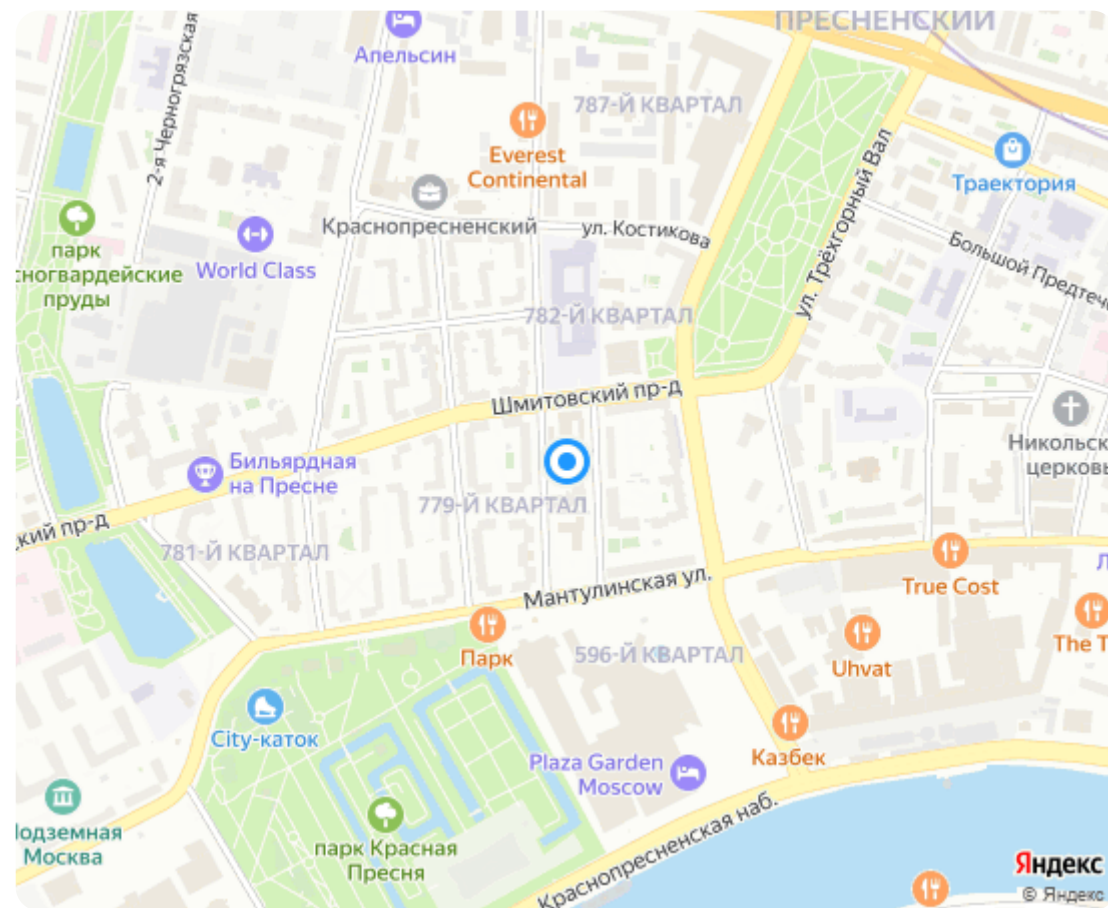 ПРЕСНЕНСКИЙ
Апельсин
2-я Черногрязская
787-Й КВАРТАЛ
Everest
Continental
ул. Трёхгорный Вал
Траектория
Краснопресненский
ул. Костикова
парк
сногвардейские
пруды
World Class
Большой Предтеч
782-Й КВАРТАЛ
Шмитовский пр-д
Никольск
церковь
Бильярдная
на Пресне
779-Й КВАРТАЛ
ский пр-д
781-Й КВАРТАЛ
Мантулинская ул.
True Cost
Парк
596-Й КВАРТАЛ
Uhvat
The T
City-каток
Казбек
Plaza Garden
Moscow
Подземная
Москва
парк Красная
Пресня
Краснопресненская наб.
Яндекс
© Яндекс